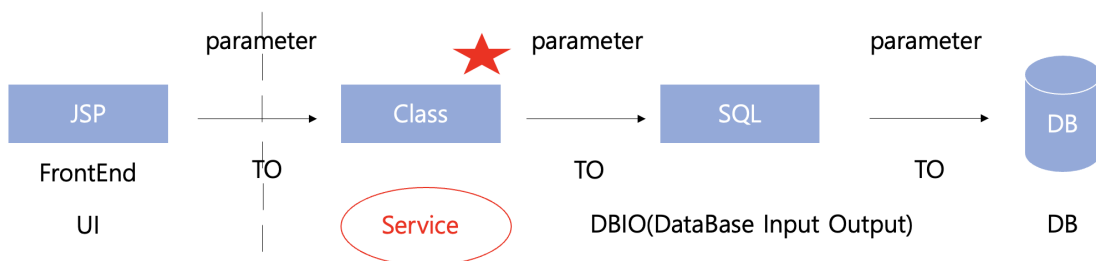 parameter parameter parameter
JSP Class SQL DB
FrontEnd TO TO TO
UI Service DBIO(DataBase Input Output) DB